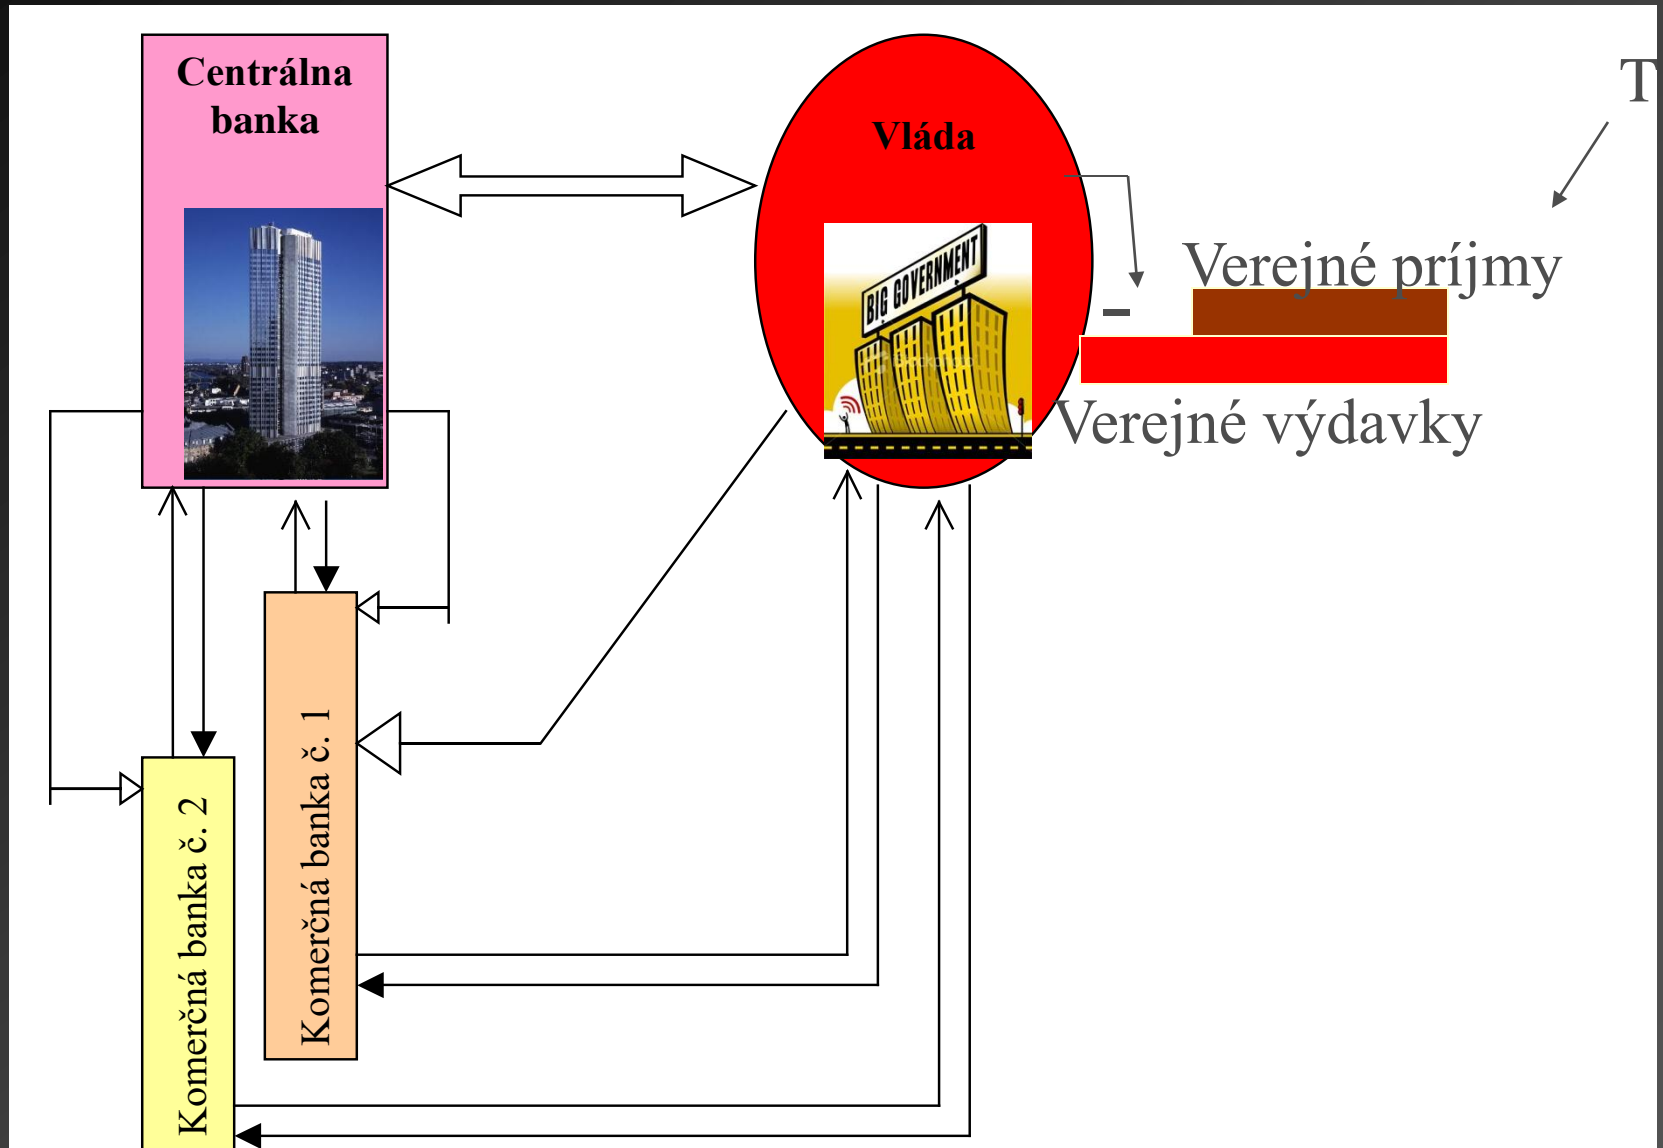 Centrálna
banka
Vláda
T
BIG GOVERNMENT
Verejné príjmy
-
Verejné výdavky
Komerčná banka č. 1
Komerčná banka č. 2